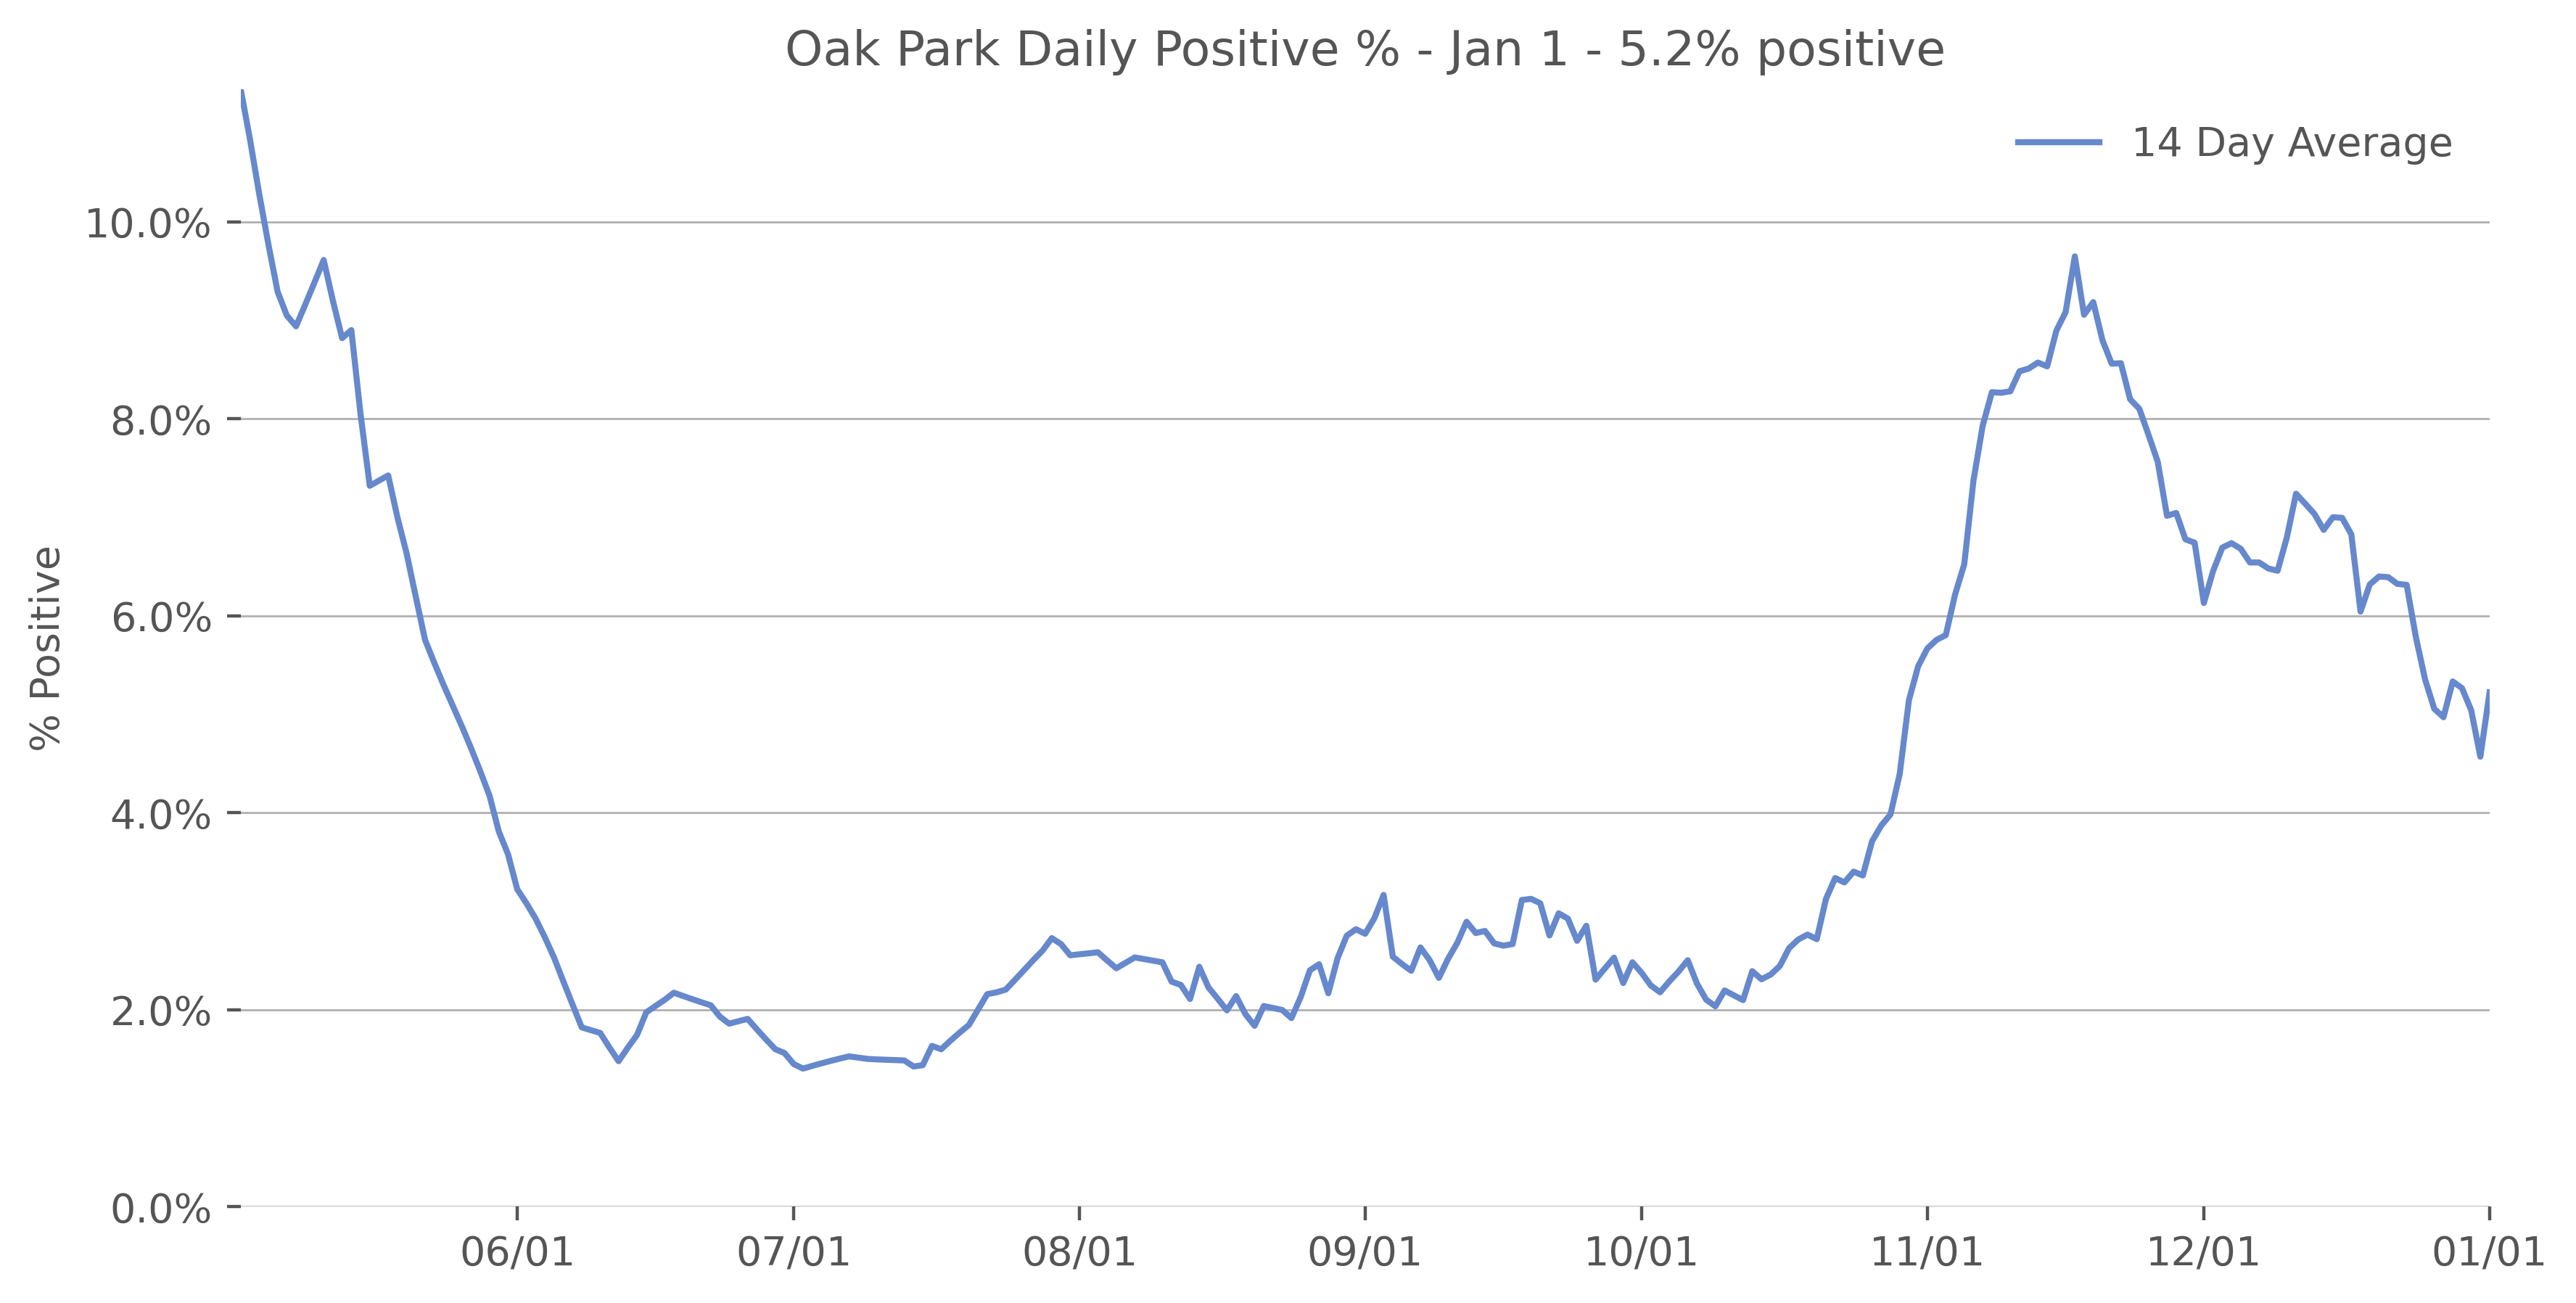 Oak Park Daily Positive % - Jan 1 - 5.2% positive
14 Day Average
10.0%
8.0%
6.0%
4.0%
2.0%
0.0%
% Positive
06/01 07/01 08/01 09/01 10/01 11/01 12/01 01/01